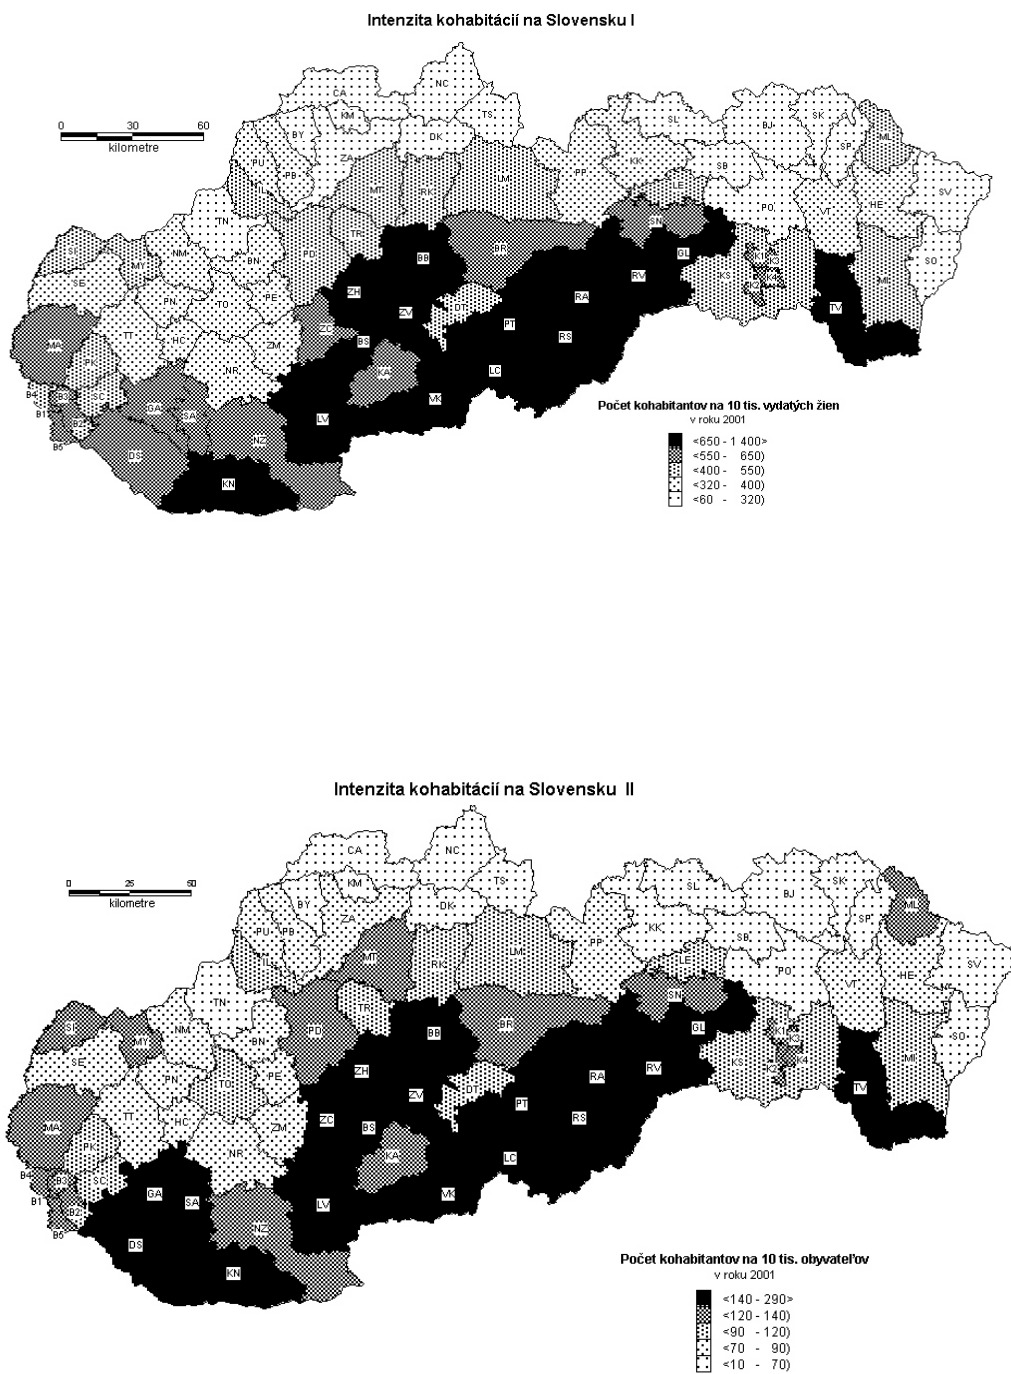 Intenzita kohabitácií na Slovensku I
NC
CA
KM
TS
SL
BJ
SK
BY
DK
ML
SP
PU
ZA
PB
KK
SB
PP
IL
MT
RK
LM
LE
SV
HE
TN
PO
VT
SN
TR
PD
BN
NM
MY
SI
BB
BR
GL
K1
K3
SO
SE
KS
K4
K2
MI
RV
PN
TO
PE
ZH
RA
DT
ZV
TV
ZC
PT
BS
RS
MA
TT
HC
ZM
PK
NR
KA
LC
B4
B3
SC
VK
B1
GA
SA
B2
LV
NZ
B5
DS
KN
0 30 60
kilometre
Počet kohabitantov na 10 tis. vydatých žien
v roku 2001
<650 - 1 400>
<550 - 650)
<400 - 550)
<320 - 400)
<60 - 320)
Intenzita kohabitácií na Slovensku II
NC
CA
TS
KM
SL
BJ
SK
BY
DK
ML
SP
ZA
PU
PB
KK
SB
PP
LM
MT
RK
IL
LE
SV
HE
PO
VT
TN
SN
TR
PD
BR
NM
BN
SI
MY
BB
GL
K1
K3
SO
SE
KS
K4
K2
MI
RV
ZH
PE
RA
PN
TO
DT
ZV
TV
PT
ZC
RS
BS
MA
TT
HC
ZM
PK
NR
KA
LC
B4
B3
SC
GA
VK
B1
SA
LV
B2
NZ
B5
DS
KN
0 25 50
kilometre
Počet kohabitantov na 10 tis. obyvateľov
v roku 2001
<140 - 290>
<120 - 140)
<90 - 120)
<70 - 90)
<10 - 70)